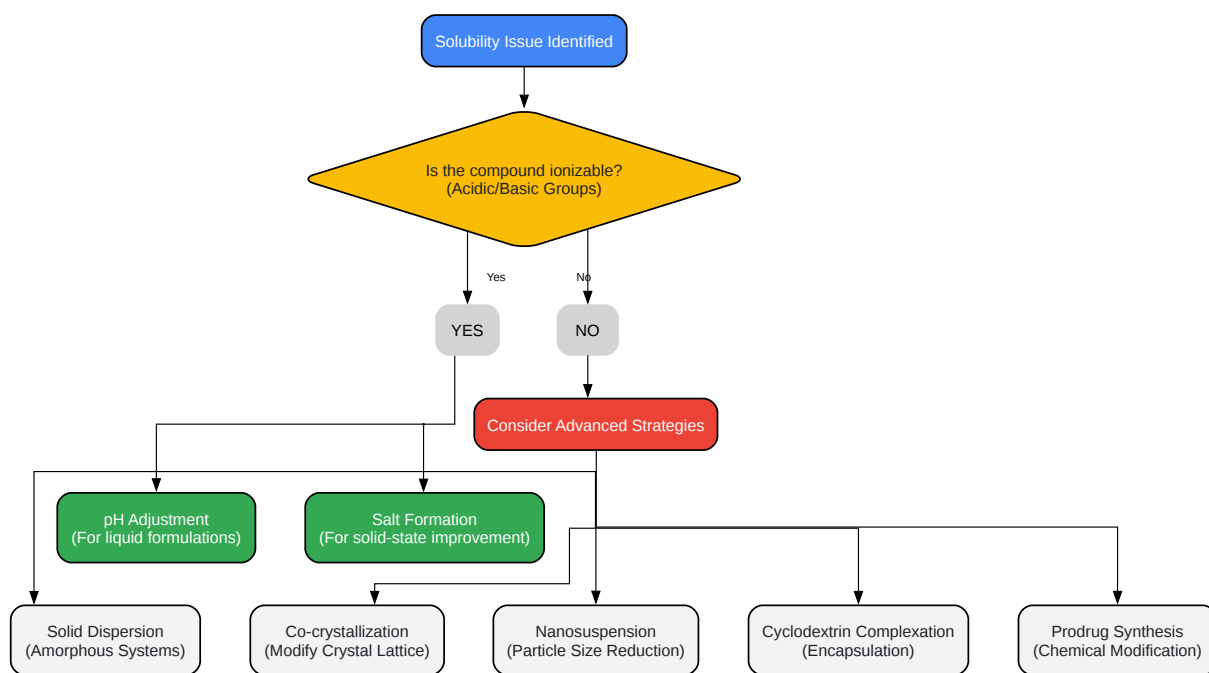 Solubility Issue Identified
Is the compound ionizable?
(Acidic/Basic Groups)
Yes
No
YES
NO
Consider Advanced Strategies
pH Adjustment
(For liquid formulations)
Salt Formation
(For solid-state improvement)
Solid Dispersion
(Amorphous Systems)
Co-crystallization
(Modify Crystal Lattice)
Nanosuspension
(Particle Size Reduction)
Cyclodextrin Complexation
(Encapsulation)
Prodrug Synthesis
(Chemical Modification)